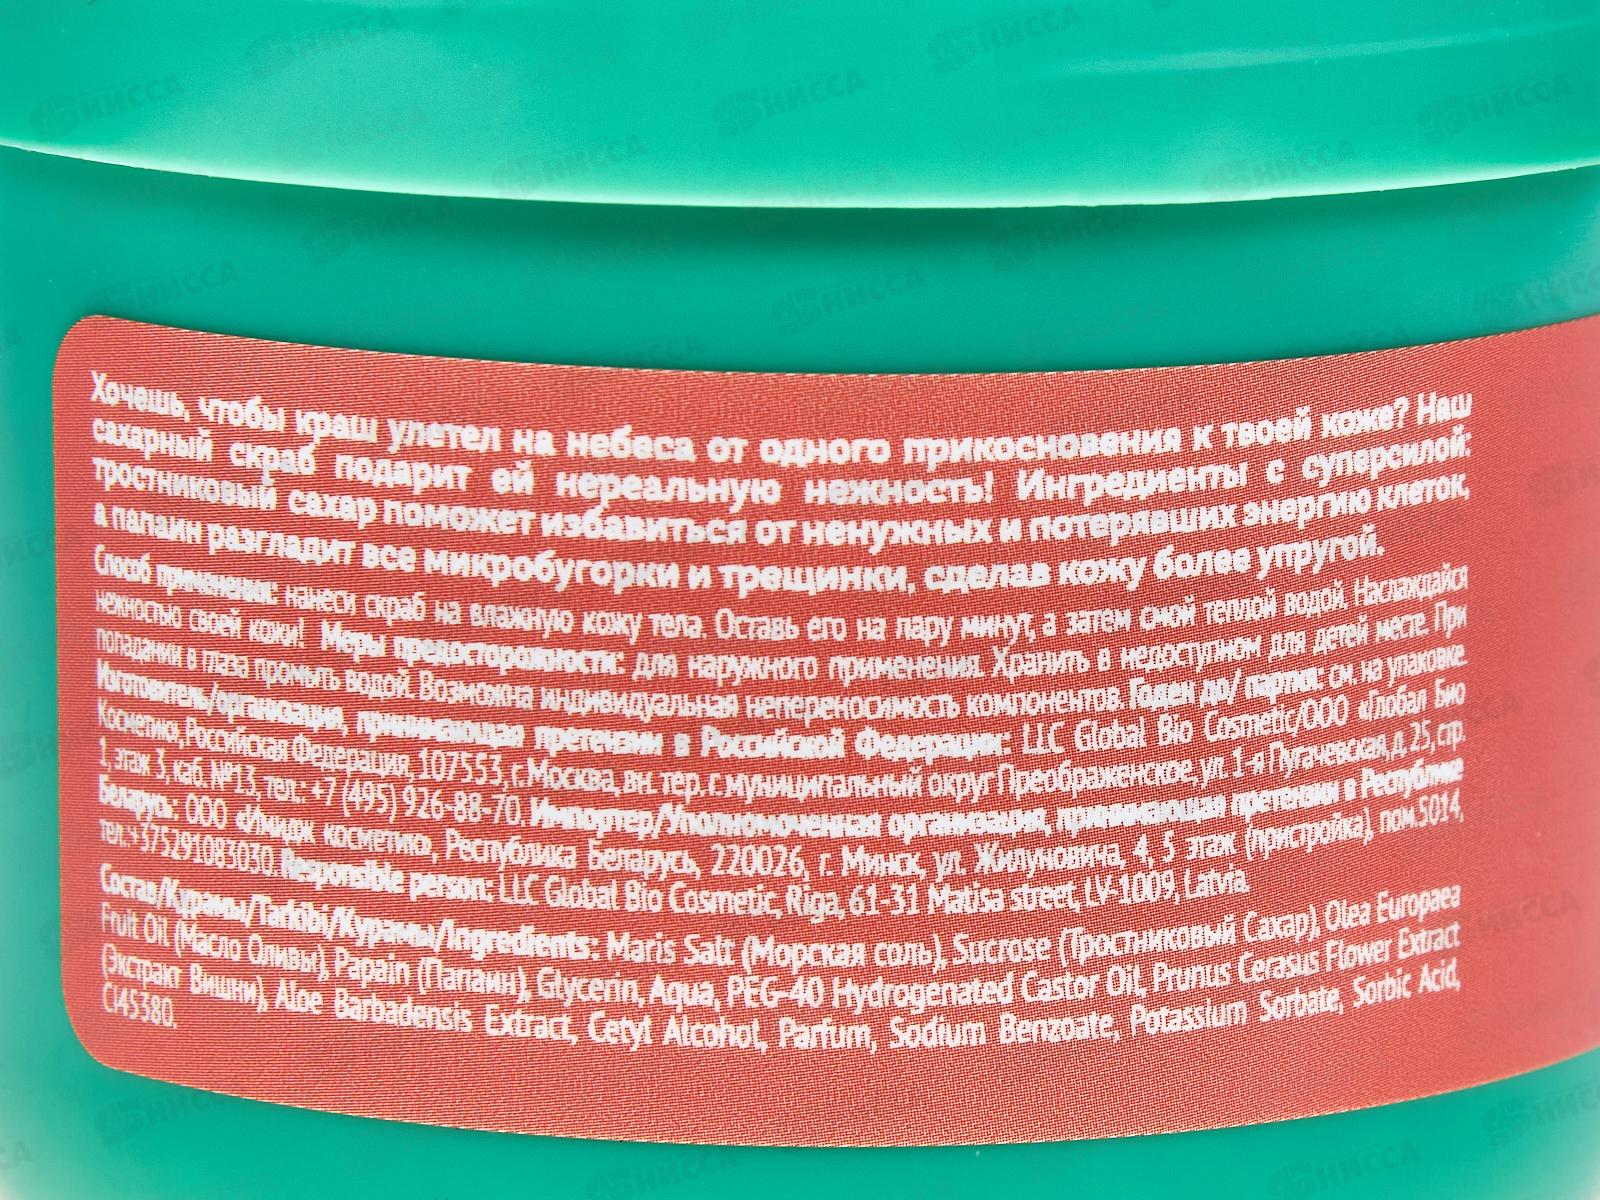 Хочешь, чтобы краш улетел на небеса от одного прикосновения к твоей коже? Наш
сахарный скраб подарит ей нереальную нежность! Ингредиенты с суперсилой:
тростниковый сахар поможет избавиться от ненужных и потерявших энергию клеток,
а папаин разгладит все микробугорки и трещинки, сделав кожу более упругой.
Способ применения: нанеси скраб на влажную кожу тела. Оставь его на пару минут, а затем смой теплой водой. Наслаждайся
нежностью своей кожи! Меры предосторожности: для наружного применения. Хранить в недоступном для детей месте. При
попадании в глаза промыть водой. Возможна индивидуальная непереносимость компонентов. Годен до/ партия: см. на упаковке.
Изготовитель/организация, принимающая претензии в Российской Федерации: LLC Global Bio Cosmetic/ООО «Глобал Био
Косметик», Российская Федерация, 107553, г. Москва, вн. тер. г. муниципальный округ Преображенское, ул. 1-я Пугачевская, д. 25, стр.
1, этаж 3, каб. №13, тел.: +7 (495) 926-88-70. Импортер/Уполномоченная организация, принимающая претензии в Республике
Беларусь: ООО «Имидж косметик», Республика Беларусь, 220026, г. Минск, ул. Жилуновича, 4, 5 этаж (пристройка), пом.5014,
тел.:+375291083030. Responsible person: LLC Global Bio Cosmetic, Riga, 61-31 Matisa street, LV-1009, Latvia.
Состав/Құрамы/Tarkibi/Курамы/Ingredients: Maris Salt (Морская соль), Sucrose (Тростниковый Сахар), Olea Europaea
Fruit Oil (Масло Оливы), Papain (Папаин), Glycerin, Aqua, PEG-40 Hydrogenated Castor Oil, Prunus Cerasus Flower Extract
(Экстракт Вишни), Aloe Barbadensis Extract, Cetyl Alcohol, Parfum, Sodium Benzoate, Potassium Sorbate, Sorbic Acid,
CI45380.
НИССА